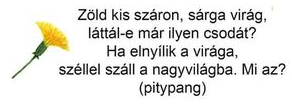 Zöld kis száron, sárga virág,
láttál-e már ilyen csodát?
Ha elnyílik a virága,
széllel száll a nagyvilágba. Mi az?
(pitypang)